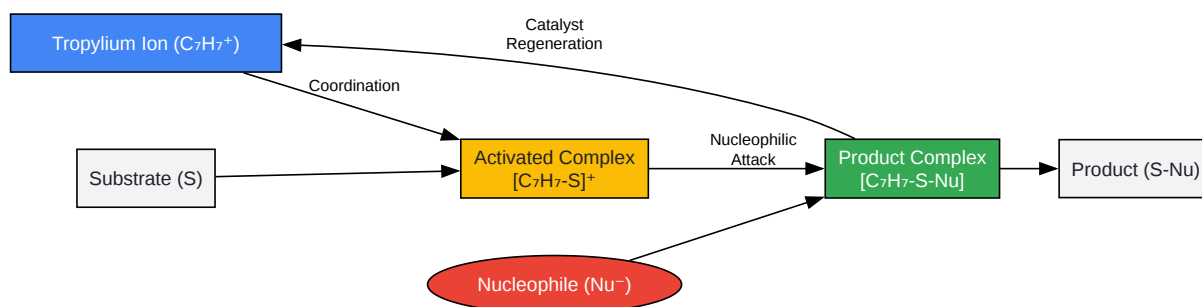 Catalyst
Regeneration
Tropylium Ion (C₇H₇⁺)
Coordination
Activated Complex
[C₇H₇-S]⁺
Nucleophilic
Attack
Product Complex
[C₇H₇-S-Nu]
Product (S-Nu)
Substrate (S)
Nucleophile (Nu⁻)